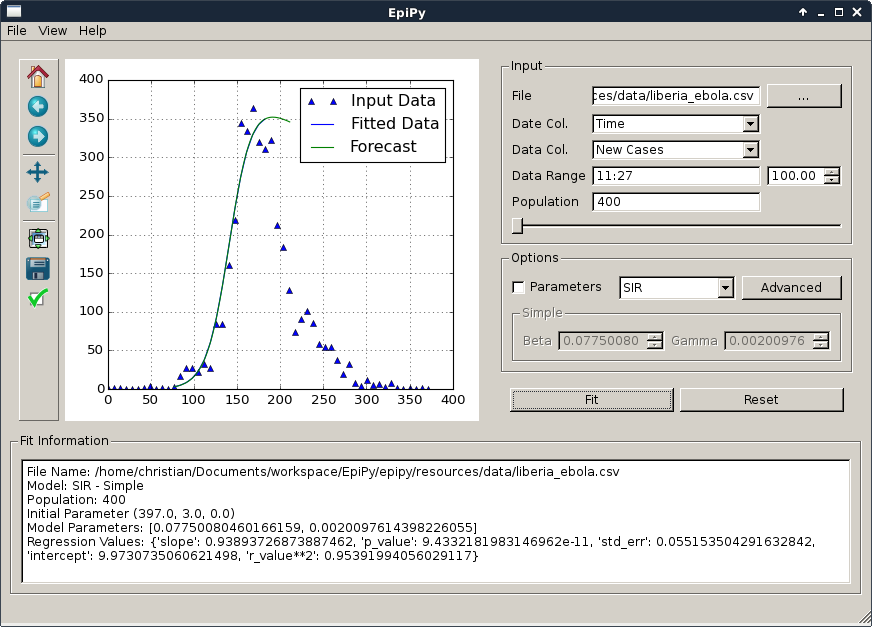 EpiPy
File View Help
400
350
300
250
200
150
100
50
0
0 50 100 150 200 250 300 350 400
Input Data
Fitted Data
Forecast
Input
File ces/data/liberia_ebola.csv ...
Date Col. Time
Data Col. New Cases
Data Range 11:27 100.00
Population 400
Options
Parameters SIR Advanced
Simple
Beta 0.07750080 Gamma 0.00200976
Fit Reset
Fit Information
File Name: /home/christian/Documents/workspace/EpiPy/epipy/resources/data/liberia_ebola.csv
Model: SIR - Simple
Population: 400
Initial Parameter (397.0, 3.0, 0.0)
Model Parameters: [0.07750080460166159, 0.0020097614398226055]
Regression Values: {'slope': 0.93893726873887462, 'p_value': 9.4332181983146962e-11, 'std_err': 0.055153504291632842,
'intercept': 9.9730735060621498, 'r_value**2': 0.95391994056029117}